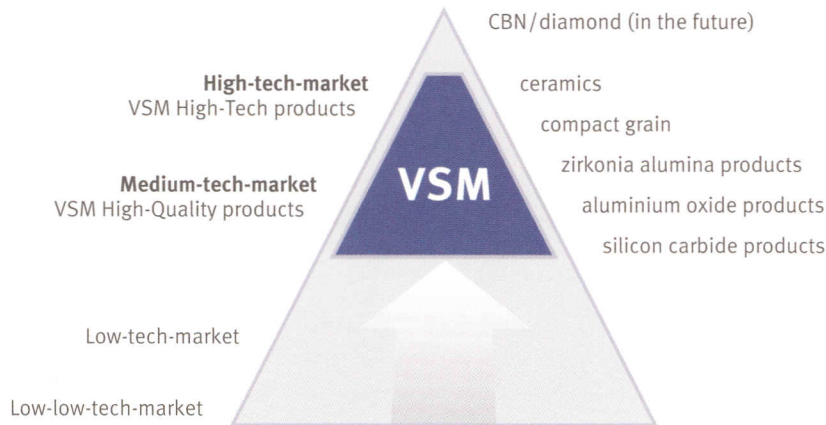 CBN/diamond (in the future)
High-tech-market
VSM High-Tech products
ceramics
compact grain
zirkonia alumina products
Medium-tech-market
VSM High-Quality products
VSM
aluminium oxide products
silicon carbide products
Low-tech-market
Low-low-tech-market